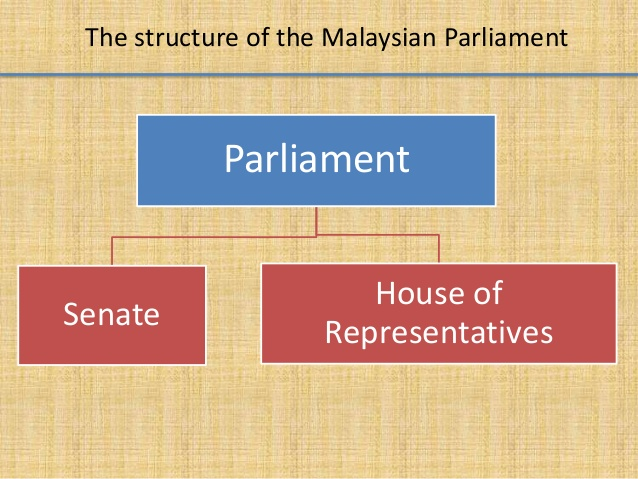 The structure of the Malaysian Parliament
Parliament
Senate
House of
Representatives